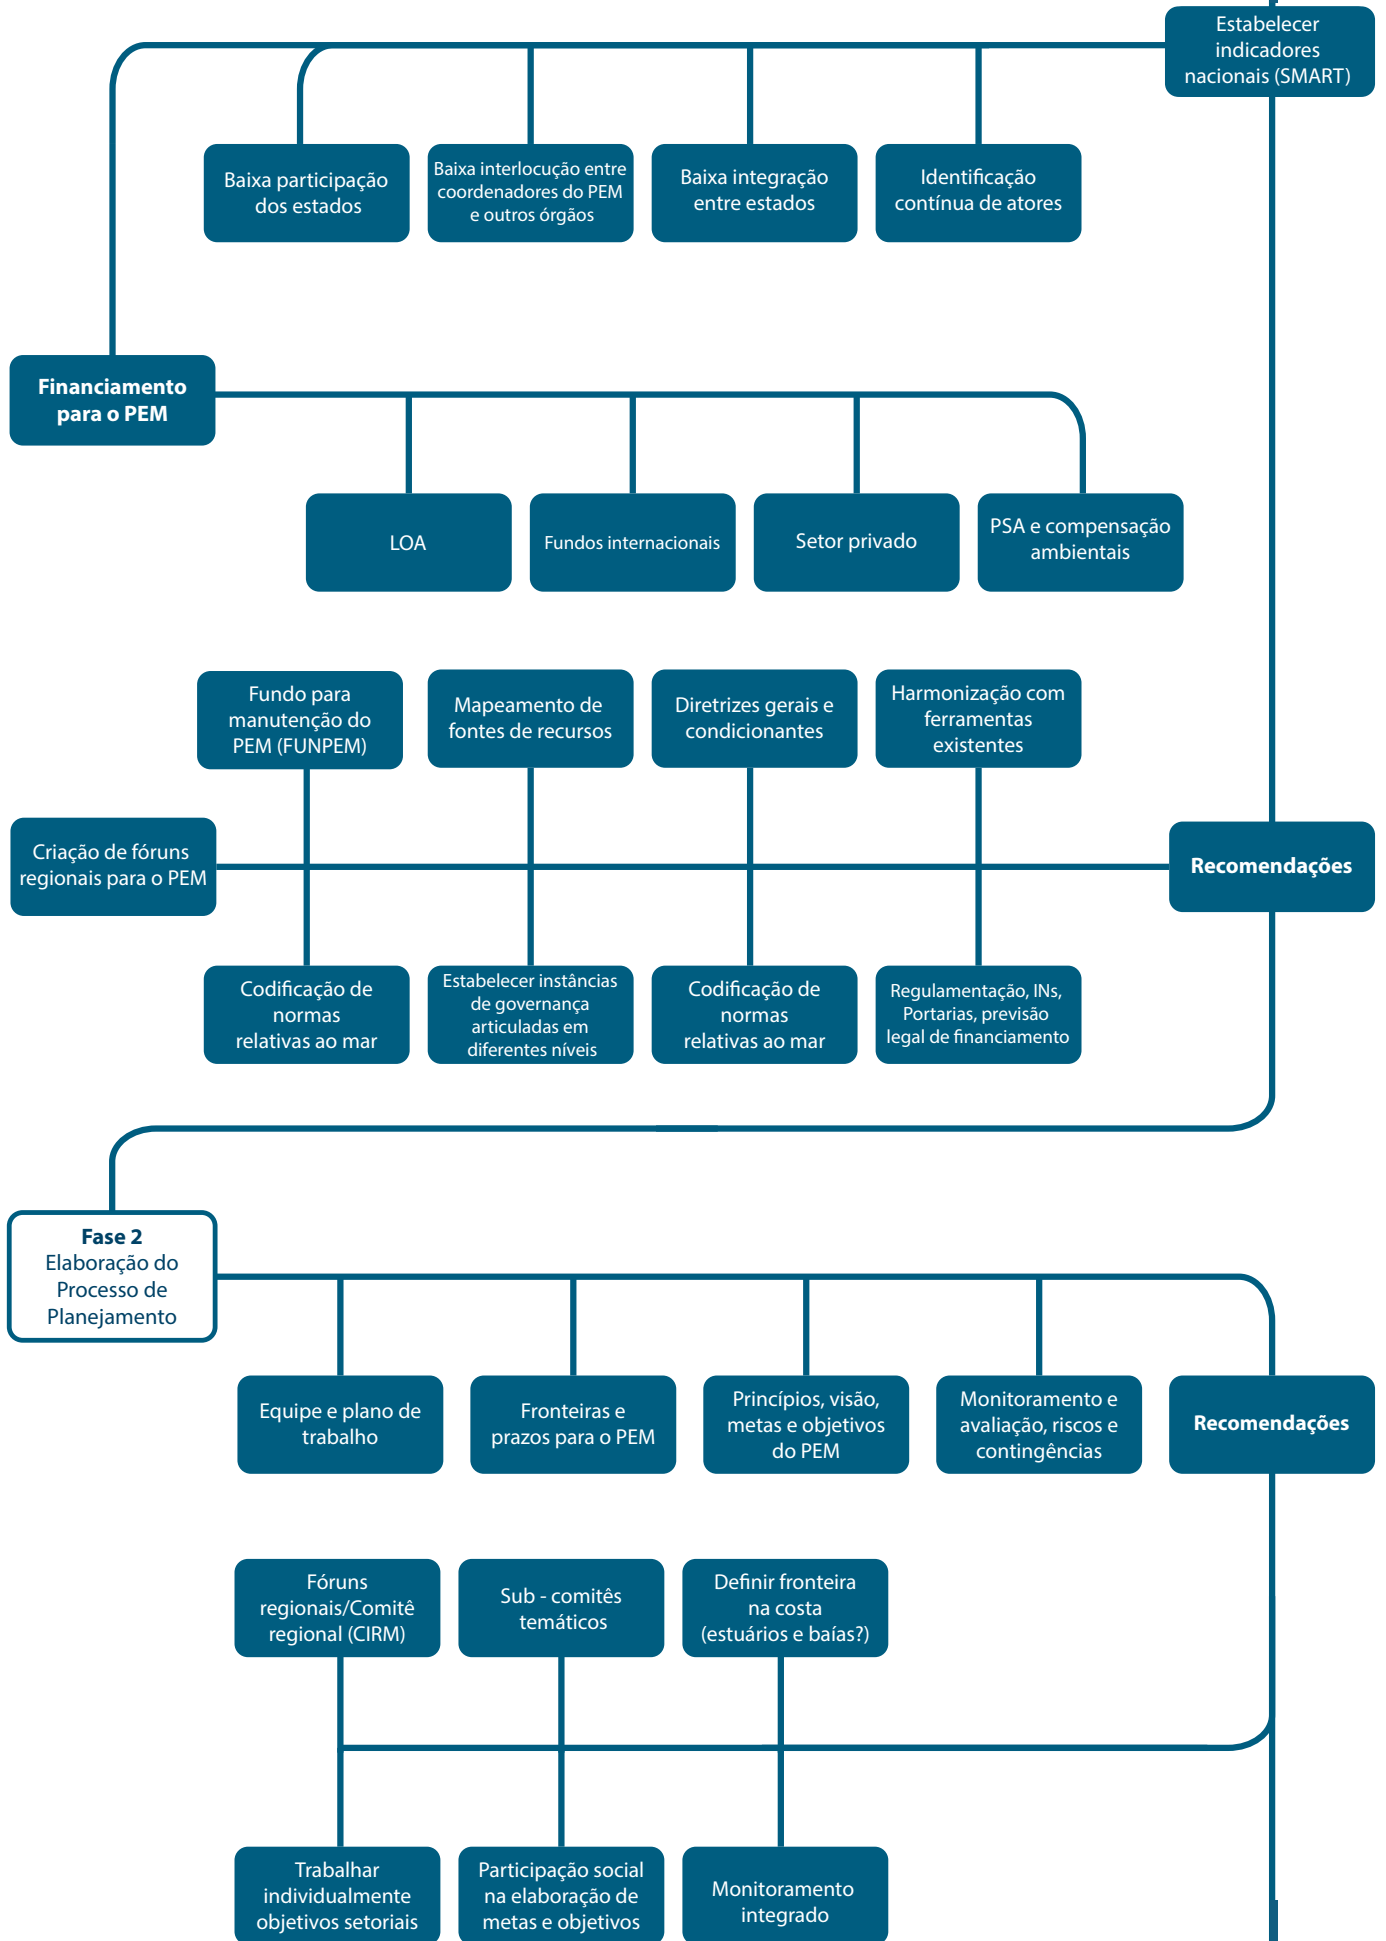 Estabelecer
indicadores
nacionais (SMART)
Baixa participação
dos estados
Baixa interlocução entre
coordenadores do PEM
e outros órgãos
Baixa integração
entre estados
Identificação
contínua de atores
Financiamento
para o PEM
LOA
Fundos internacionais
Setor privado
PSA e compensação
ambientais
Fundo para
manutenção do
PEM (FUNPEM)
Mapeamento de
fontes de recursos
Diretrizes gerais e
condicionantes
Harmonização com
ferramentas
existentes
Criação de fóruns
regionais para o PEM
Recomendações
Codificação de
normas
relativas ao mar
Estabelecer instâncias
de governança
articuladas em
diferentes níveis
Codificação de
normas
relativas ao mar
Regulamentação, INs,
Portarias, previsão
legal de financiamento
Fase 2
Elaboração do
Processo de
Planejamento
Equipe e plano de
trabalho
Fronteiras e
prazos para o PEM
Princípios, visão,
metas e objetivos
do PEM
Monitoramento e
avaliação, riscos e
contingências
Recomendações
Fóruns
regionais/Comitê
regional (CIRM)
Sub - comitês
temáticos
Definir fronteira
na costa
(estuários e baías?)
Trabalhar
individualmente
objetivos setoriais
Participação social
na elaboração de
metas e objetivos
Monitoramento
integrado